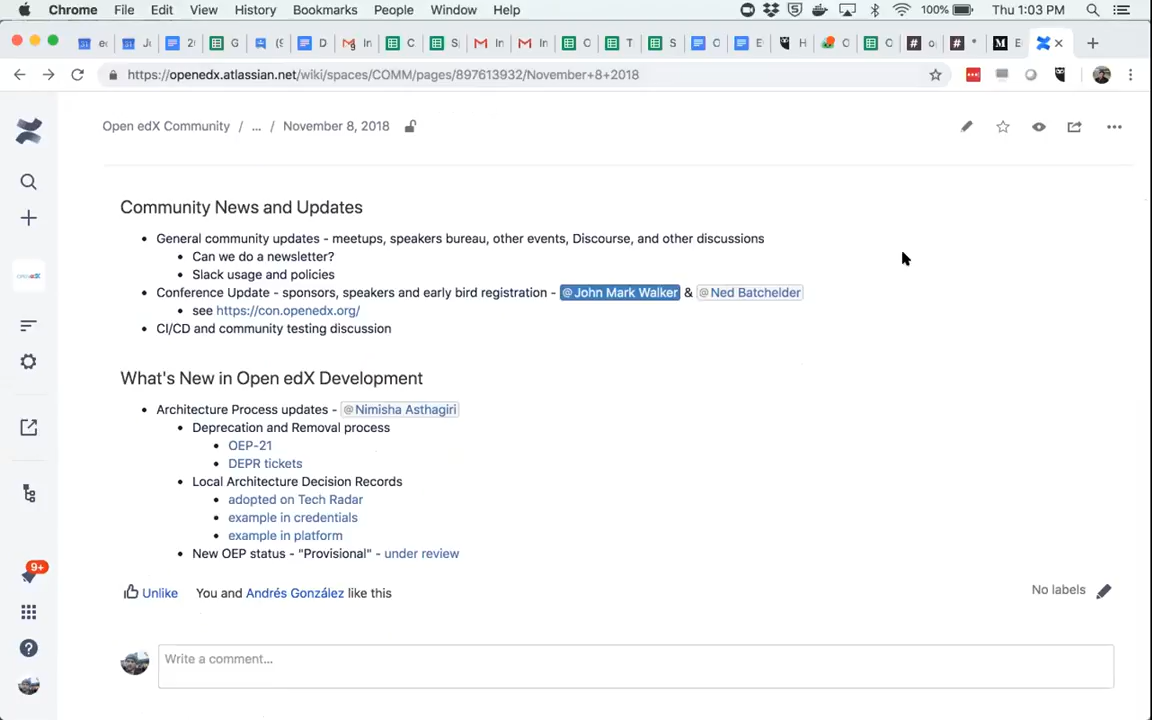 Chrome File Edit View History Bookmarks People Window Help 100% Thu 1:03 PM
https://openedx.atlassian.net/wiki/spaces/COMM/pages/897613932/November+8+2018
Open edX Community / ... / November 8, 2018
Community News and Updates
General community updates - meetups, speakers bureau, other events, Discourse, and other discussions
Can we do a newsletter?
Slack usage and policies
Conference Update - sponsors, speakers and early bird registration - @John Mark Walker & @Ned Batchelder
see https://con.openedx.org/
CI/CD and community testing discussion
What's New in Open edX Development
Architecture Process updates - @Nimisha Asthagiri
Deprecation and Removal process
OEP-21
DEPR tickets
Local Architecture Decision Records
adopted on Tech Radar
example in credentials
example in platform
New OEP status - "Provisional" - under review
9+
Unlike You and Andrés González like this
No labels
Write a comment...